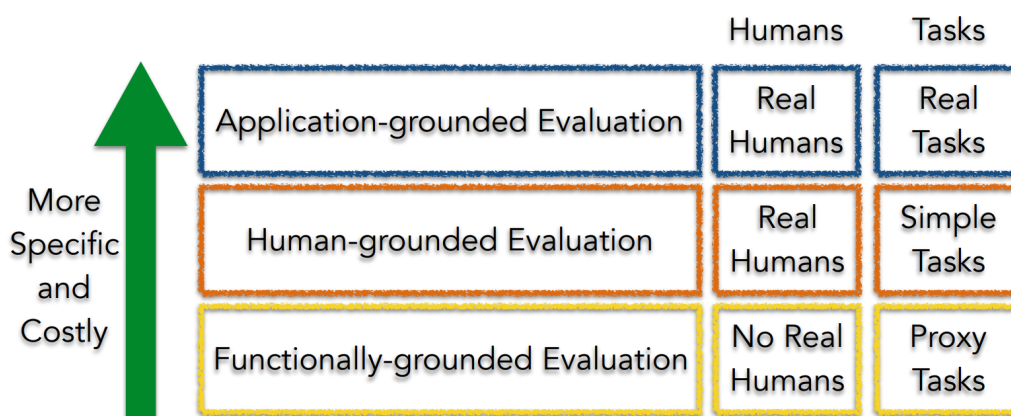 Humans Tasks
Application-grounded Evaluation
Real
Humans
Real
Tasks
More
Specific
and
Costly
Human-grounded Evaluation
Real
Humans
Simple
Tasks
Functionally-grounded Evaluation
No Real
Humans
Proxy
Tasks